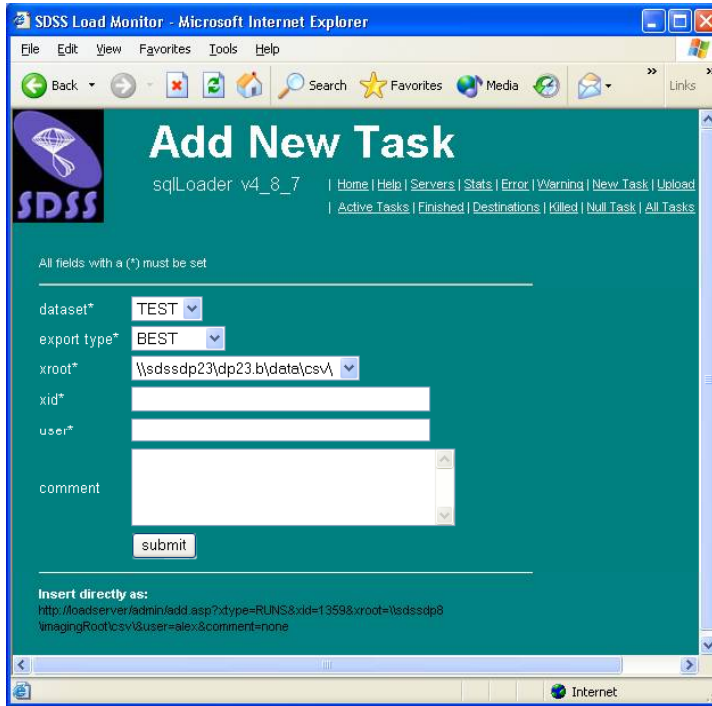 SDSS Load Monitor - Microsoft Internet Explorer
File Edit View Favorites Tools Help
Back Search Favorites Media » Links »
SDSS
Add New Task
sqlLoader v4_8_7
| Home | Help | Servers | Stats | Error | Warning | New Task | Upload
| Active Tasks | Finished | Destinations | Killed | Null Task | All Tasks
All fields with a (*) must be set
dataset* TEST
export type* BEST
xroot* \\sdssdp23\dp23.b\data\csv\
xid*
user*
comment
submit
Insert directly as:
http://loadserver/admin/add.asp?xtype=RUNS&xid=1359&xroot=\\sdssdp8
\imagingRoot\csv\&user=alex&comment=none
Internet